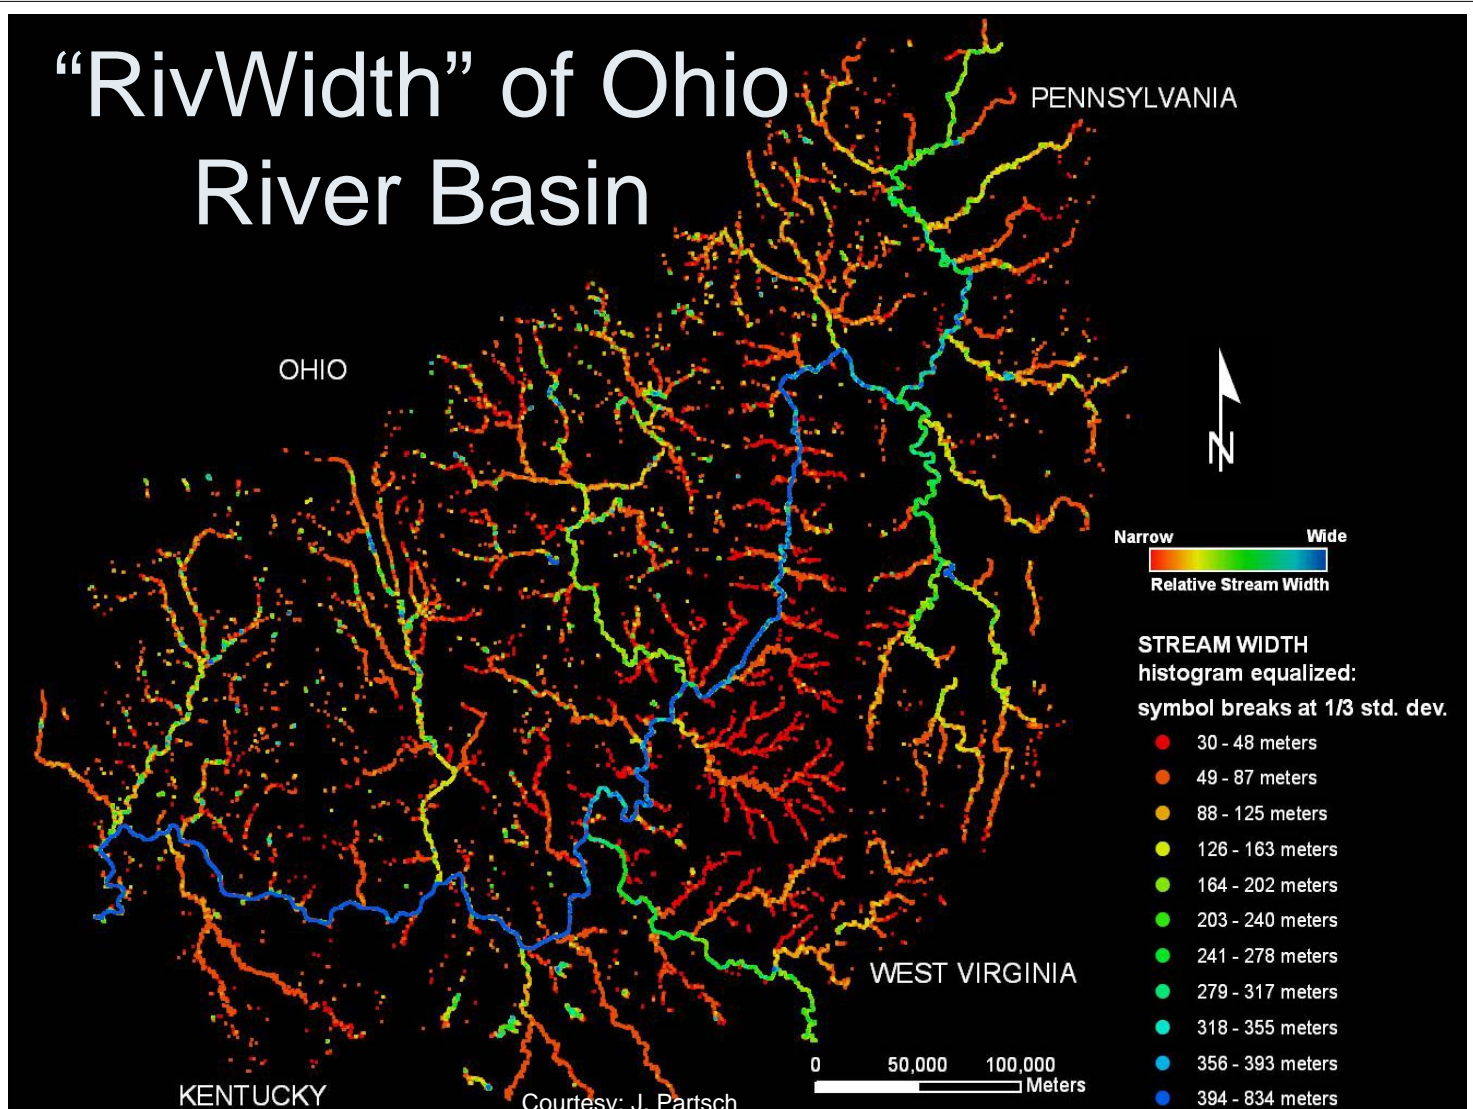 “RivWidth” of Ohio
River Basin
PENNSYLVANIA
OHIO
N
Narrow Wide
Relative Stream Width
STREAM WIDTH
histogram equalized:
symbol breaks at 1/3 std. dev.
30 - 48 meters
49 - 87 meters
88 - 125 meters
126 - 163 meters
164 - 202 meters
203 - 240 meters
241 - 278 meters
279 - 317 meters
318 - 355 meters
356 - 393 meters
394 - 834 meters
WEST VIRGINIA
0 50,000 100,000
Meters
KENTUCKY
Courtesy: J. Partsch